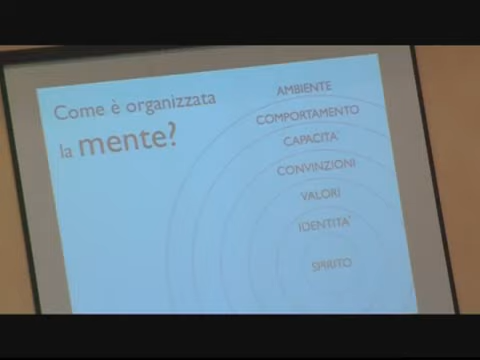 Come è organizzata
la mente?
AMBIENTE
COMPORTAMENTO
CAPACITA'
CONVINZIONI
VALORI
IDENTITA'
SPIRITO